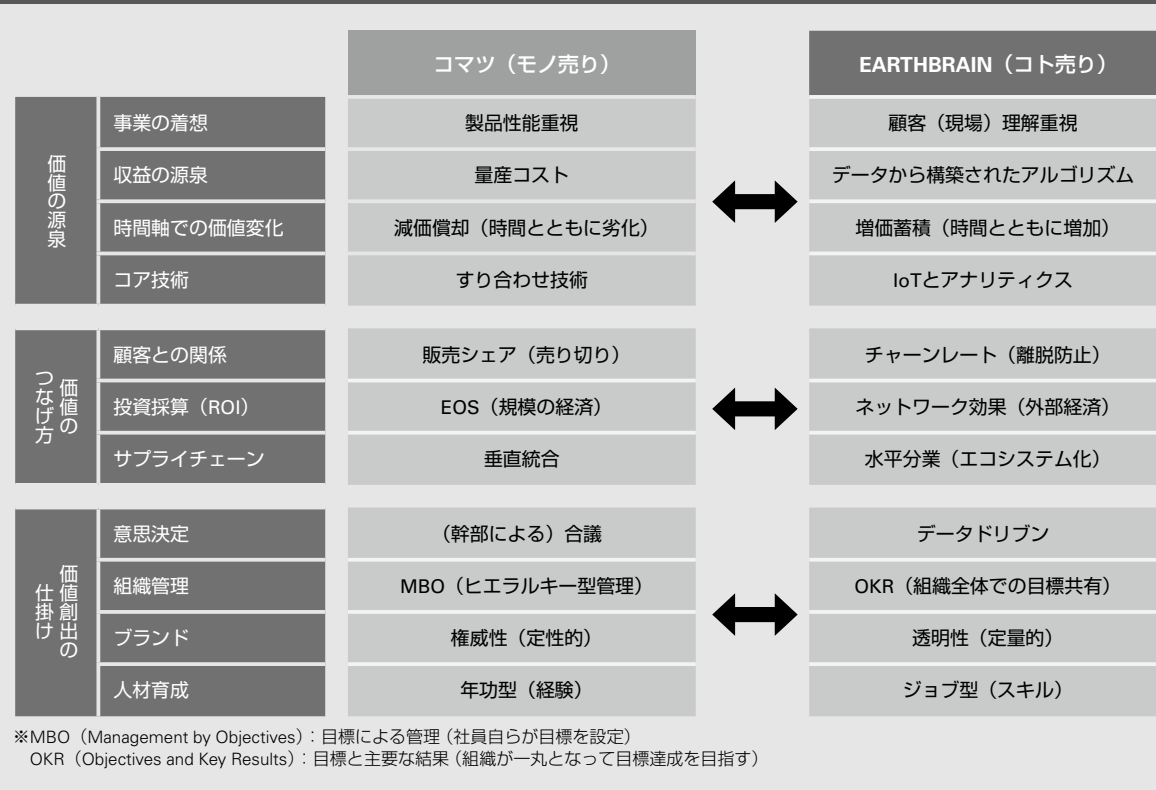 コマツ（モノ売り）
EARTHBRAIN（コト売り）
価値の源泉
事業の着想
製品性能重視
顧客（現場）理解重視
収益の源泉
量産コスト
データから構築されたアルゴリズム
時間軸での価値変化
減価償却（時間とともに劣化）
増価蓄積（時間とともに増加）
コア技術
すり合わせ技術
IoTとアナリティクス
価値の
つなげ方
顧客との関係
販売シェア（売り切り）
チャーンレート（離脱防止）
投資採算（ROI）
EOS（規模の経済）
ネットワーク効果（外部経済）
サプライチェーン
垂直統合
水平分業（エコシステム化）
価値創出の
仕掛け
意思決定
（幹部による）合議
データドリブン
組織管理
MBO（ヒエラルキー型管理）
OKR（組織全体での目標共有）
ブランド
権威性（定性的）
透明性（定量的）
人材育成
年功型（経験）
ジョブ型（スキル）
※MBO（Management by Objectives）：目標による管理（社員自らが目標を設定）
OKR（Objectives and Key Results）：目標と主要な結果（組織が一丸となって目標達成を目指す）